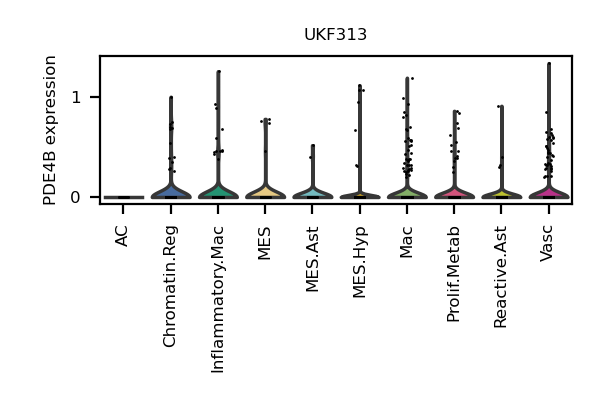 UKF313
PDE4B expression
1
0
AC
Chromatin.Reg
Inflammatory.Mac
MES
MES.Ast
MES.Hyp
Mac
Prolif.Metab
Reactive.Ast
Vasc